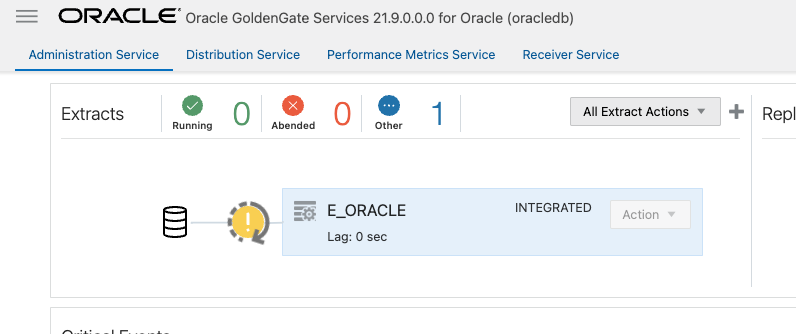 ORACLE Oracle GoldenGate Services 21.9.0.0.0 for Oracle (oracledb)
Administration Service Distribution Service Performance Metrics Service Receiver Service
Extracts Running 0 Abended 0 Other 1 All Extract Actions Repl
E_ORACLE INTEGRATED Action
Lag: 0 sec
Critical Events